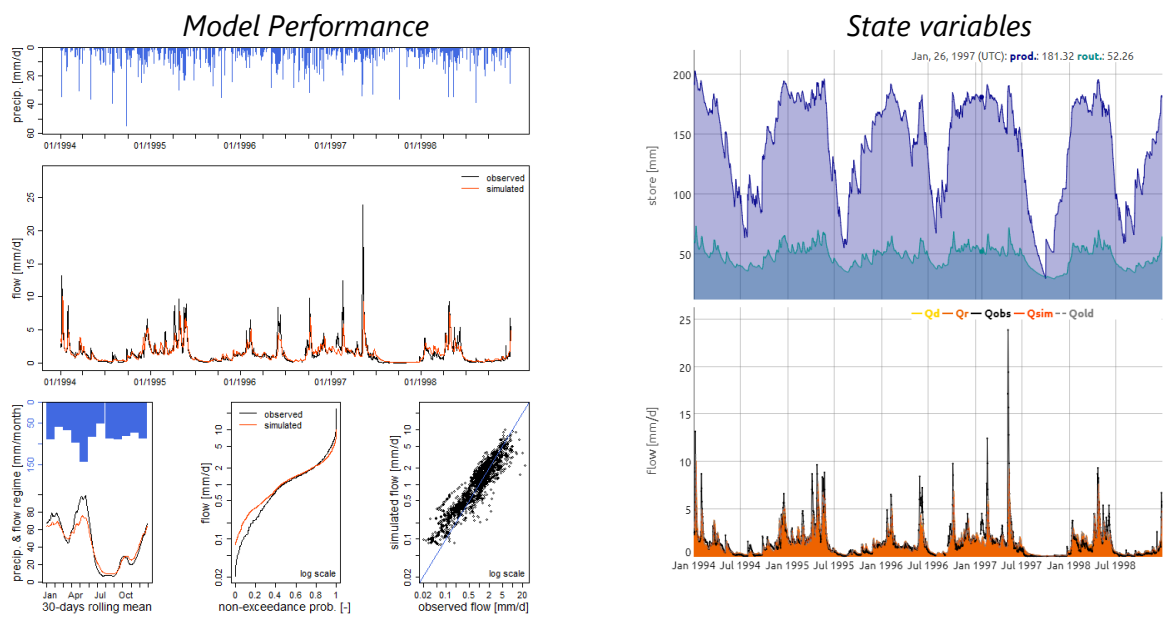 Model Performance
precip. [mm/d]
0
20
40
60
01/1994 01/1995 01/1996 01/1997 01/1998
flow [mm/d]
25
20
15
10
5
0
observed
simulated
01/1994 01/1995 01/1996 01/1997 01/1998
precip. & flow regime [mm/month]
0
50
150
80
60
40
20
0
Jan Apr Jul Oct
30-days rolling mean
flow [mm/d]
10
5
2
0.5
0.1
0.02
observed
simulated
log scale
0 0.2 0.4 0.6 0.8 1
non-exceedance prob. [-]
simulated flow [mm/d]
10
5
2
0.5
0.1
0.02
log scale
0.02 0.1 0.5 2 5 20
observed flow [mm/d]
State variables
Jan, 26, 1997 (UTC): prod.: 181.32 rout.: 52.26
store [mm]
200
150
100
50
Qd Qr Qobs Qsim Qold
flow [mm/d]
25
20
15
10
5
0
Jan 1994 Jul 1994 Jan 1995 Jul 1995 Jan 1996 Jul 1996 Jan 1997 Jul 1997 Jan 1998 Jul 1998